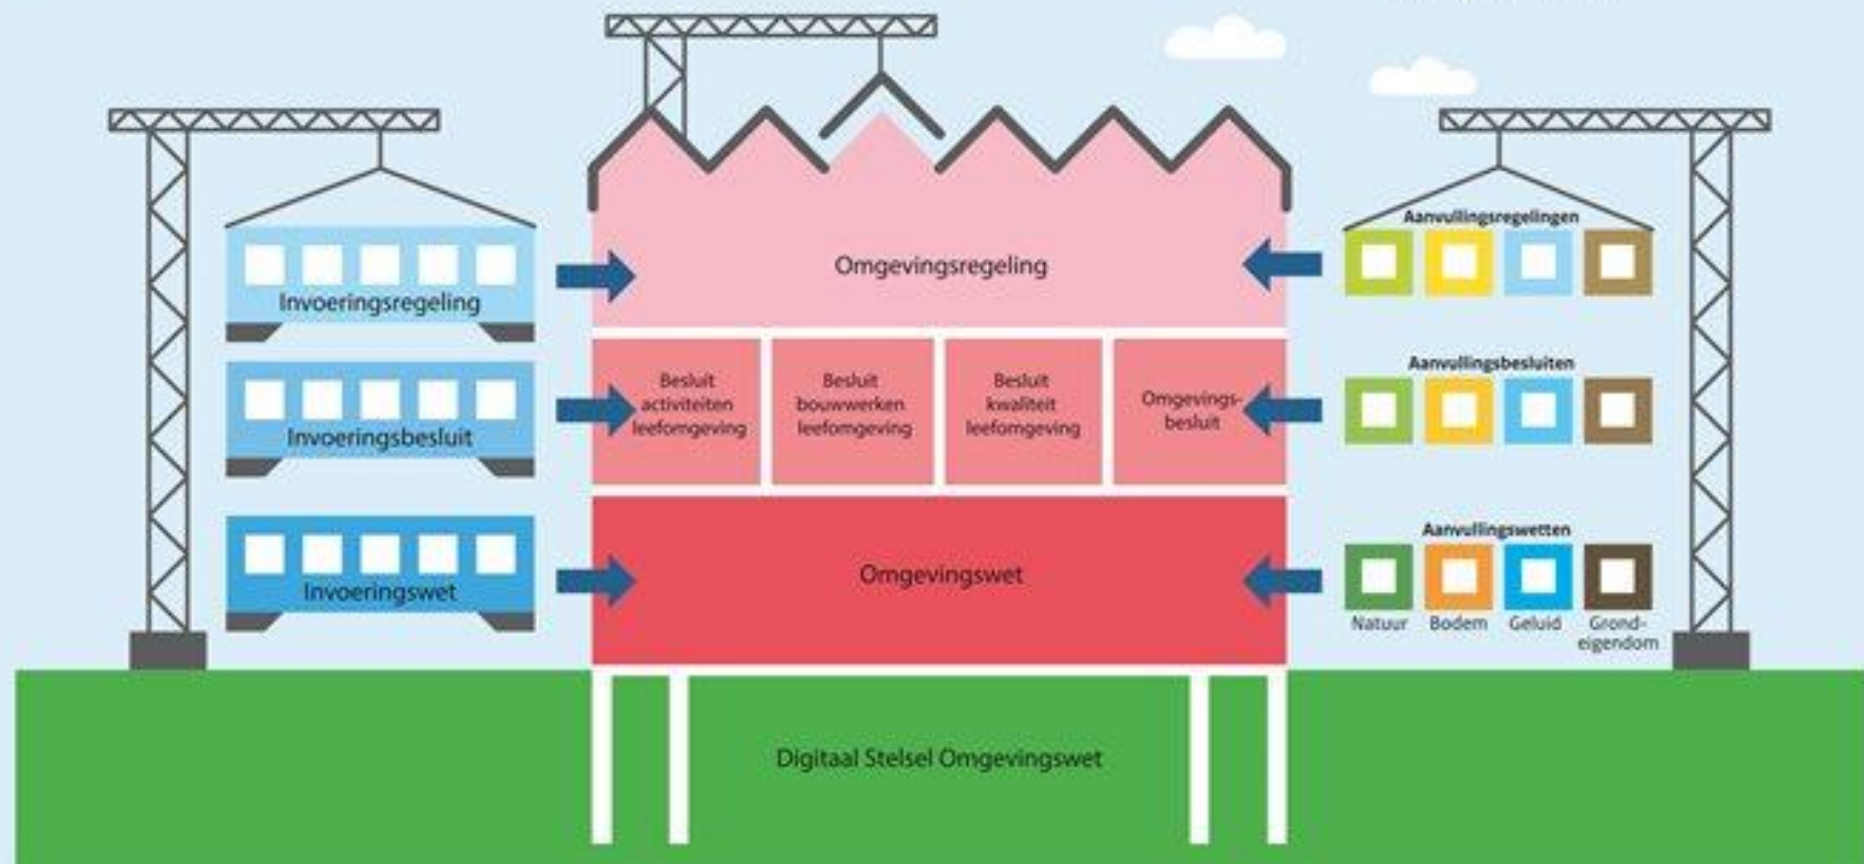 Aanvullingsregelingen
Omgevingsregeling
Invoeringsregeling
Aanvullingsbesluiten
Besluit
activiteiten
leefomgeving
Besluit
bouwwerken
leefomgeving
Besluit
kwaliteit
leefomgeving
Omgevings-
besluit
Invoeringsbesluit
Aanvullingswetten
Omgevingswet
Invoeringswet
Natuur
Bodem
Geluid
Grond-
eigendom
Digitaal Stelsel Omgevingswet